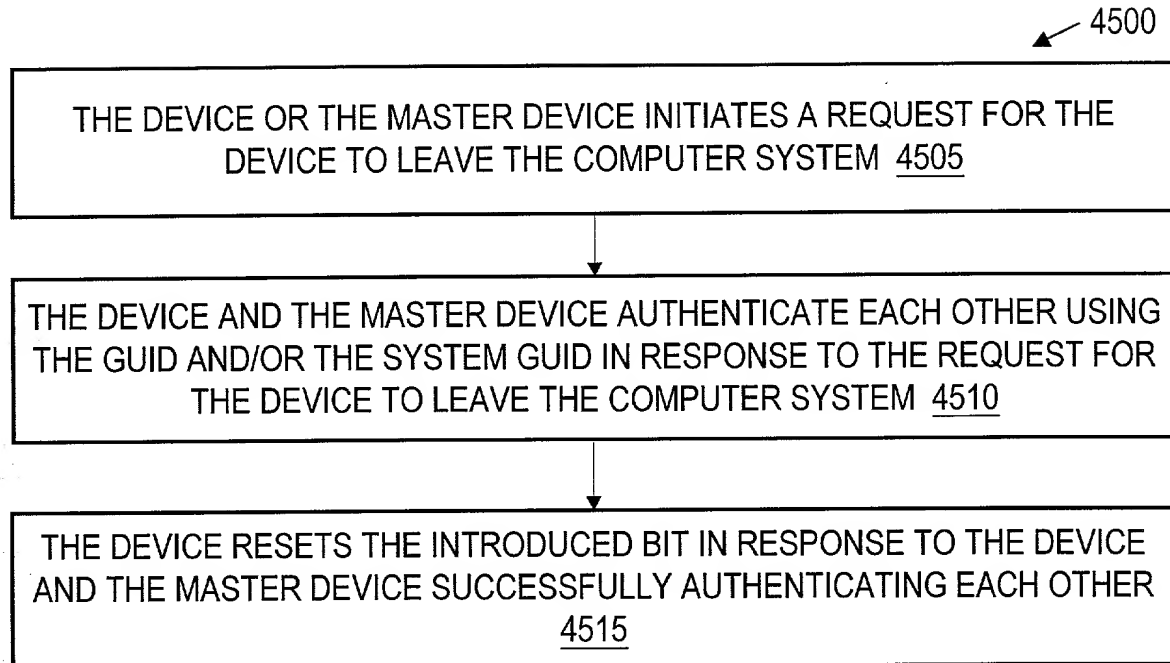 4500
THE DEVICE OR THE MASTER DEVICE INITIATES A REQUEST FOR THE
DEVICE TO LEAVE THE COMPUTER SYSTEM 4505
THE DEVICE AND THE MASTER DEVICE AUTHENTICATE EACH OTHER USING
THE GUID AND/OR THE SYSTEM GUID IN RESPONSE TO THE REQUEST FOR
THE DEVICE TO LEAVE THE COMPUTER SYSTEM 4510
THE DEVICE RESETS THE INTRODUCED BIT IN RESPONSE TO THE DEVICE
AND THE MASTER DEVICE SUCCESSFULLY AUTHENTICATING EACH OTHER
4515